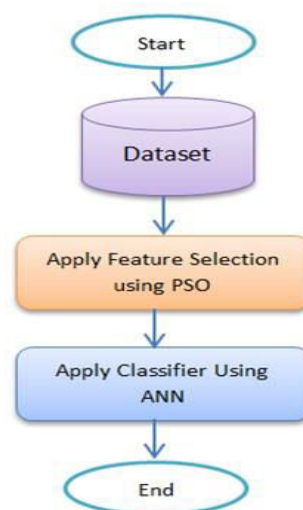 Start
Dataset
Apply Feature Selection
using PSO
Apply Classifier Using
ANN
End